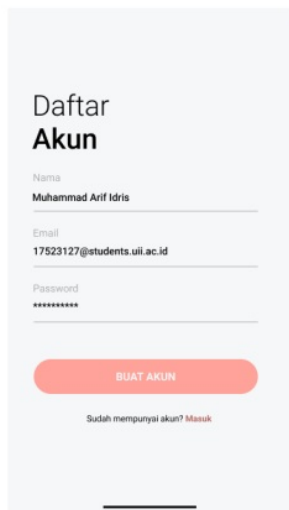 Daftar
Akun
Nama
Muhammad Arif Idris
Email
17523127@students.uii.ac.id
Password
**********
BUAT AKUN
Sudah mempunyai akun? Masuk